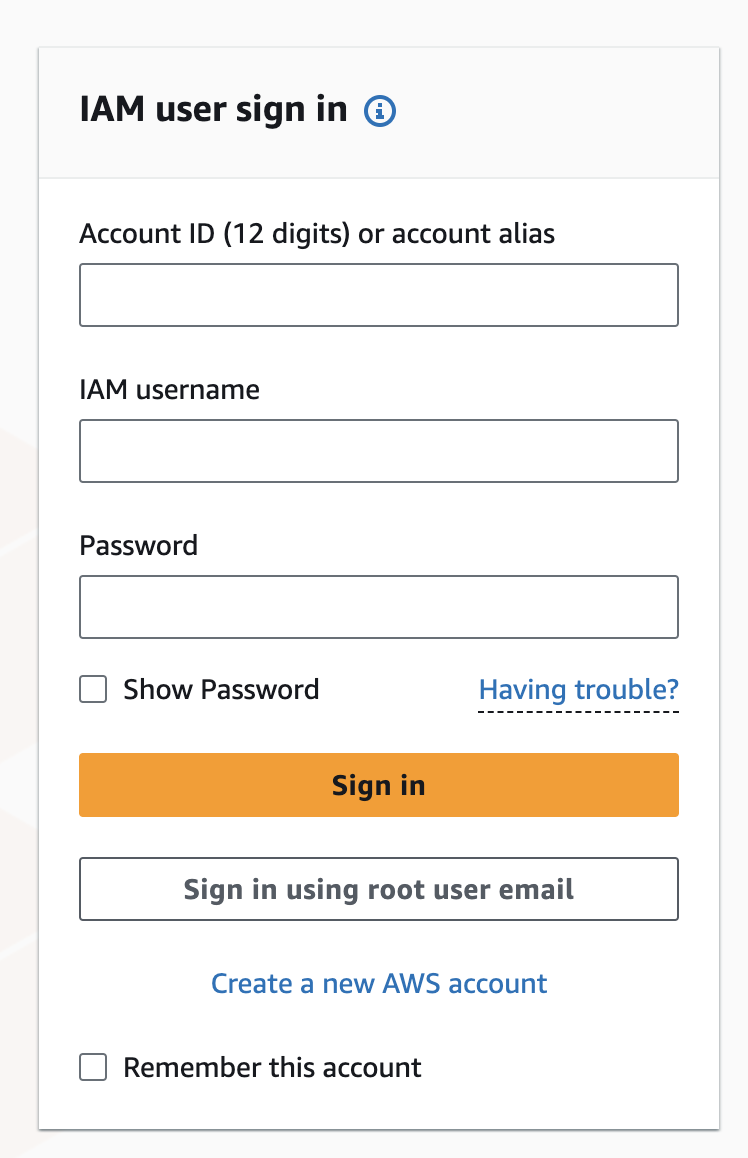 IAM user sign in
Account ID (12 digits) or account alias
IAM username
Password
Show Password
Having trouble?
Sign in
Sign in using root user email
Create a new AWS account
Remember this account